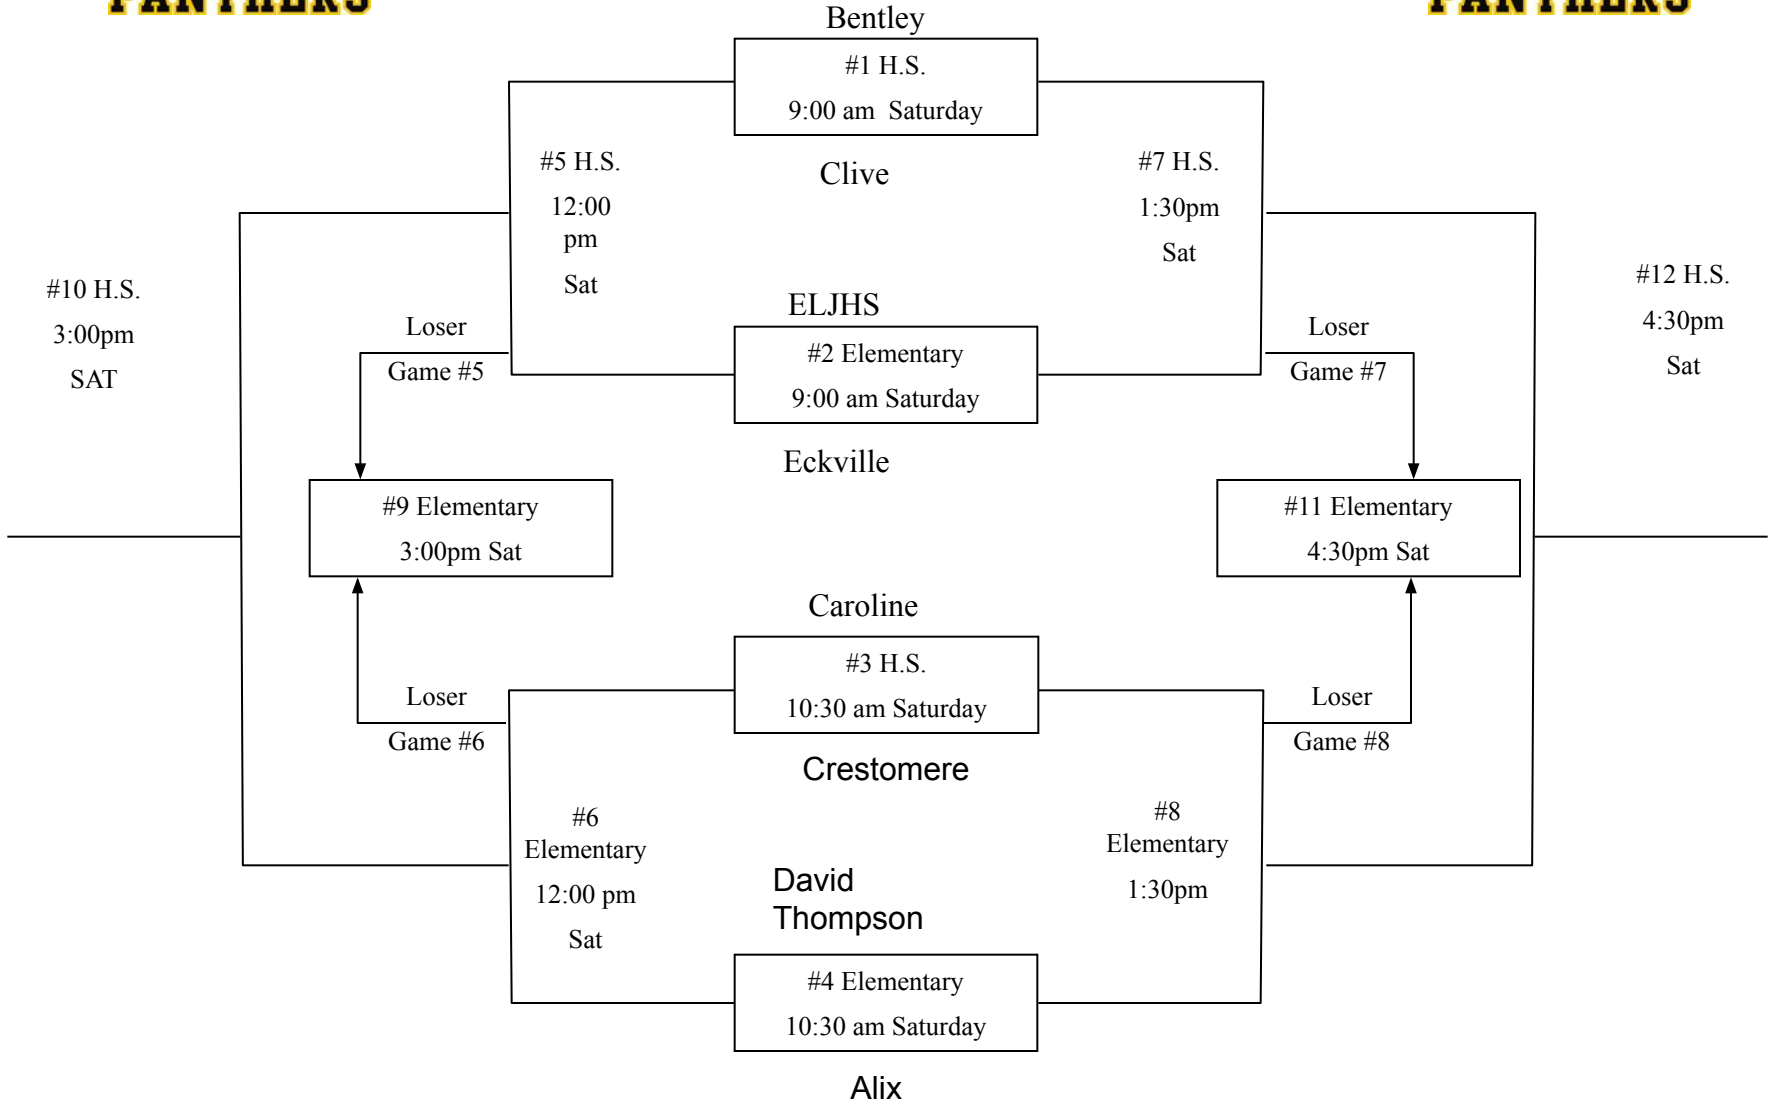 PANTHERS
PANTHERS
Bentley
#1 H.S.
9:00 am  Saturday
Clive
#5 H.S.
12:00
pm
Sat
#7 H.S.
1:30pm
Sat
#10 H.S.
3:00pm
SAT
#12 H.S.
4:30pm
Sat
Loser
Game #5
ELJHS
#2 Elementary
9:00 am Saturday
Eckville
Loser
Game #7
#9 Elementary
3:00pm Sat
#11 Elementary
4:30pm Sat
Caroline
#3 H.S.
10:30 am Saturday
Crestomere
Loser
Game #6
Loser
Game #8
#6
Elementary
12:00 pm
Sat
#8
Elementary
1:30pm
David
Thompson
#4 Elementary
10:30 am Saturday
Alix